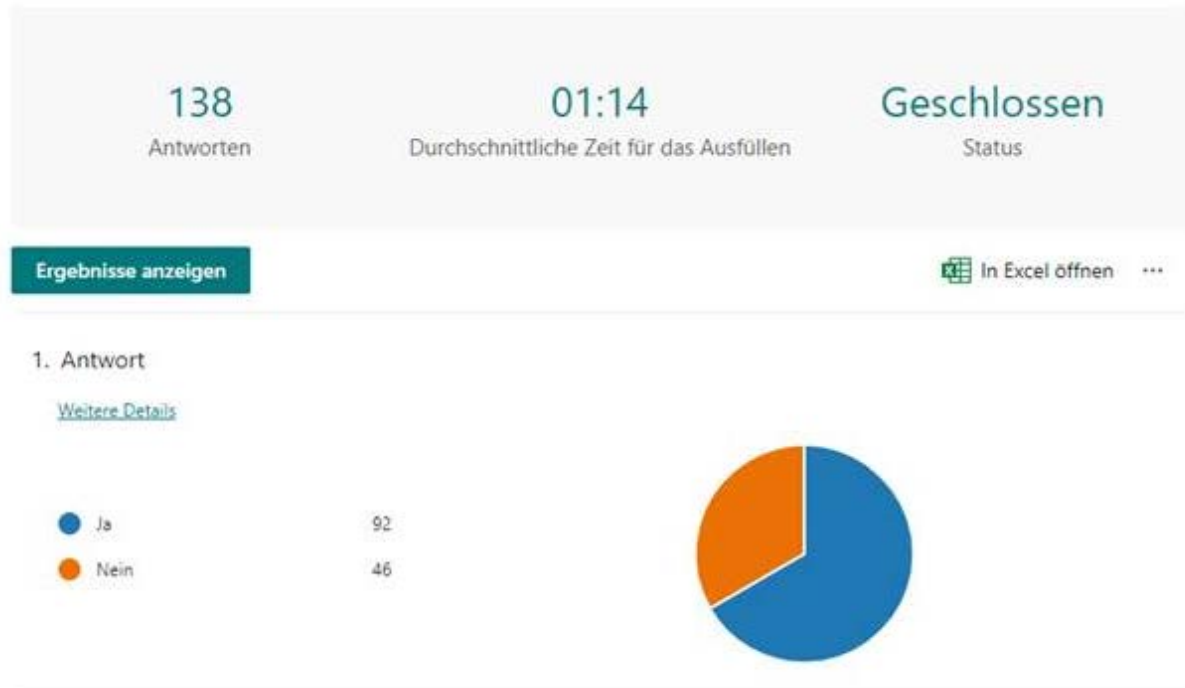 138
Antworten
01:14
Durchschnittliche Zeit für das Ausfüllen
Geschlossen
Status
Ergebnisse anzeigen
In Excel öffnen ...
1. Antwort
Weitere Details
Ja 92
Nein 46